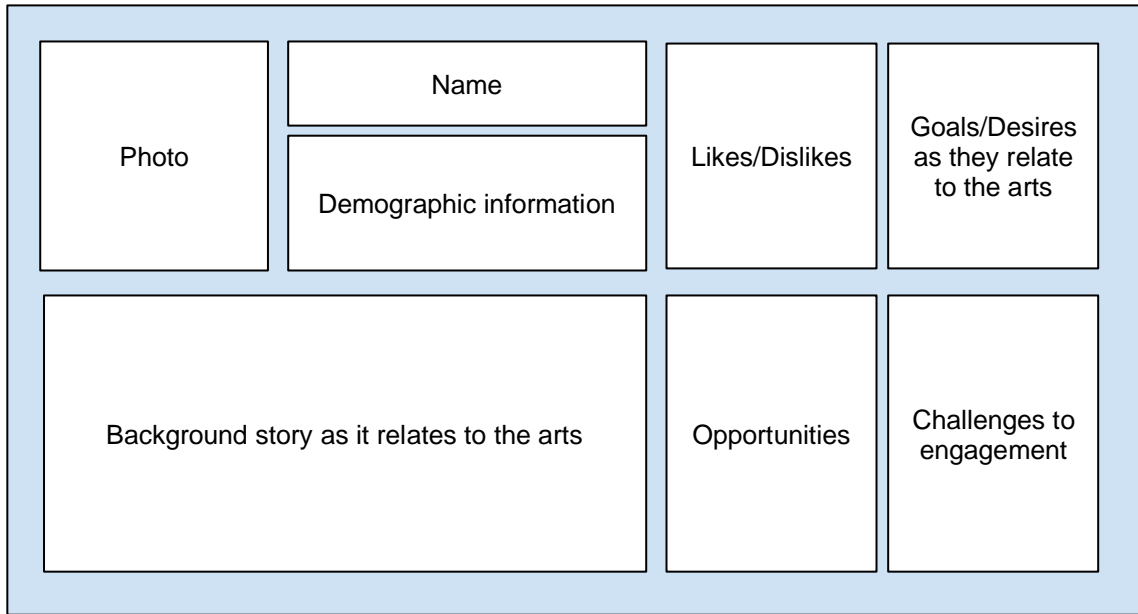 Photo
Name
Demographic information
Likes/Dislikes
Goals/Desires
as they relate
to the arts
Background story as it relates to the arts
Opportunities
Challenges to
engagement